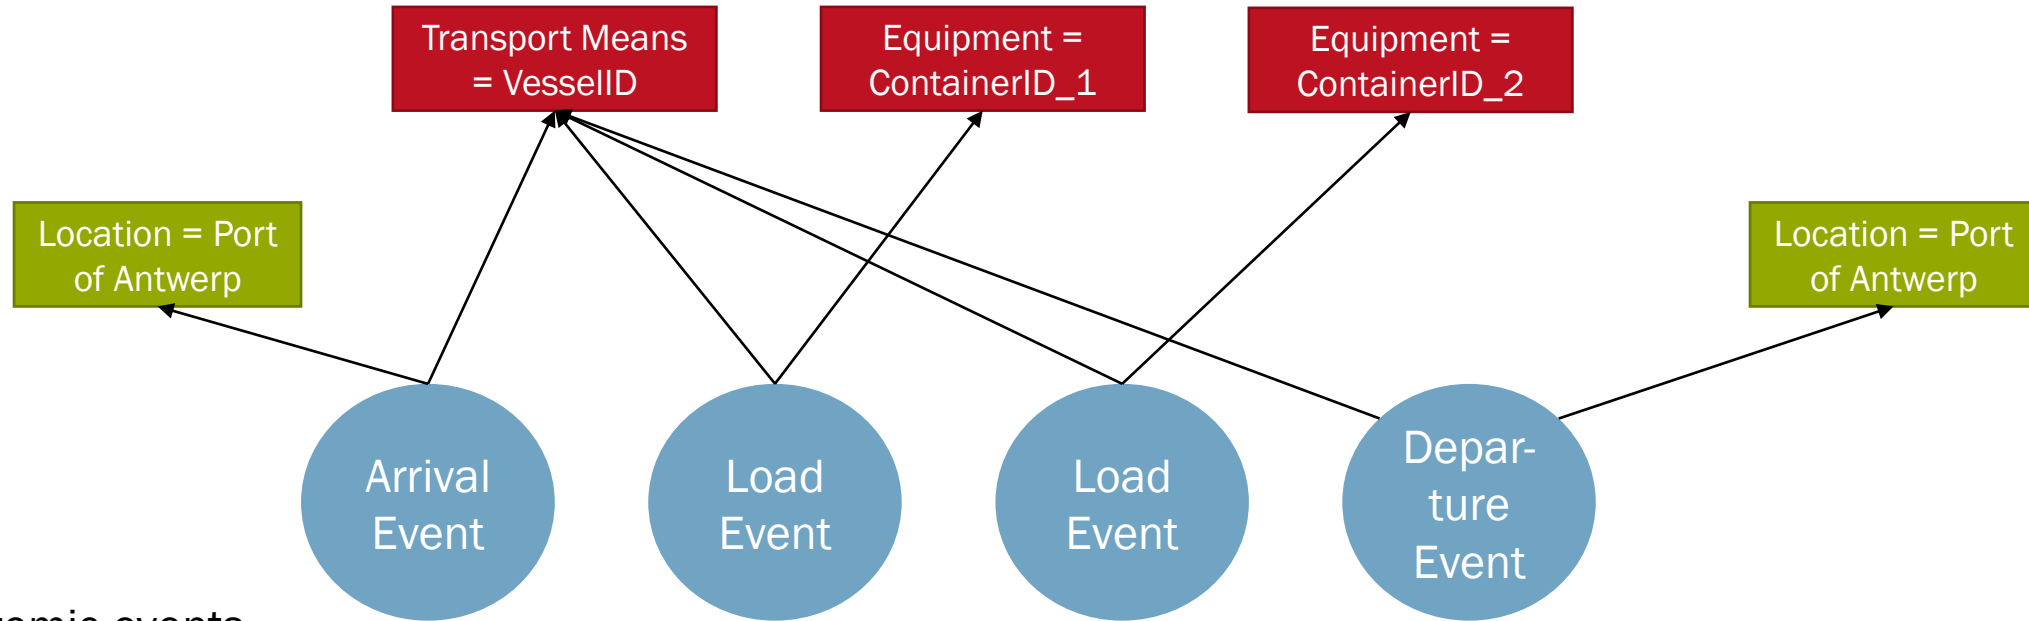 Transport Means
= VesselID
Equipment =
ContainerID_1
Equipment =
ContainerID_2
Location = Port
of Antwerp
Location = Port
of Antwerp
Arrival
Event
Load
Event
Load
Event
Depar-
ture
Event
events